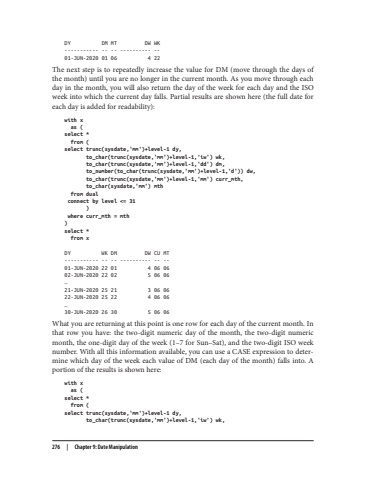 DY DM MT DW WK
----------- -- -- ---------- --
01-JUN-2020 01 06 4 22
The next step is to repeatedly increase the value for DM (move through the days of
the month) until you are no longer in the current month. As you move through each
day in the month, you will also return the day of the week for each day and the ISO
week into which the current day falls. Partial results are shown here (the full date for
each day is added for readability):
with x
as (
select *
from (
select trunc(sysdate,'mm')+level-1 dy,
to_char(trunc(sysdate,'mm')+level-1,'iw') wk,
to_char(trunc(sysdate,'mm')+level-1,'dd') dm,
to_number(to_char(trunc(sysdate,'mm')+level-1,'d')) dw,
to_char(trunc(sysdate,'mm')+level-1,'mm') curr_mth,
to_char(sysdate,'mm') mth
from dual
connect by level <= 31
)
where curr_mth = mth
)
select *
from x
DY WK DM DW CU MT
----------- -- -- ---------- -- --
01-JUN-2020 22 01 4 06 06
02-JUN-2020 22 02 5 06 06
…
21-JUN-2020 25 21 3 06 06
22-JUN-2020 25 22 4 06 06
…
30-JUN-2020 26 30 5 06 06
What you are returning at this point is one row for each day of the current month. In
that row you have: the two-digit numeric day of the month, the two-digit numeric
month, the one-digit day of the week (1–7 for Sun–Sat), and the two-digit ISO week
number. With all this information available, you can use a CASE expression to deter-
mine which day of the week each value of DM (each day of the month) falls into. A
portion of the results is shown here:
with x
as (
select *
from (
select trunc(sysdate,'mm')+level-1 dy,
to_char(trunc(sysdate,'mm')+level-1,'iw') wk,
276 | Chapter 9: Date Manipulation